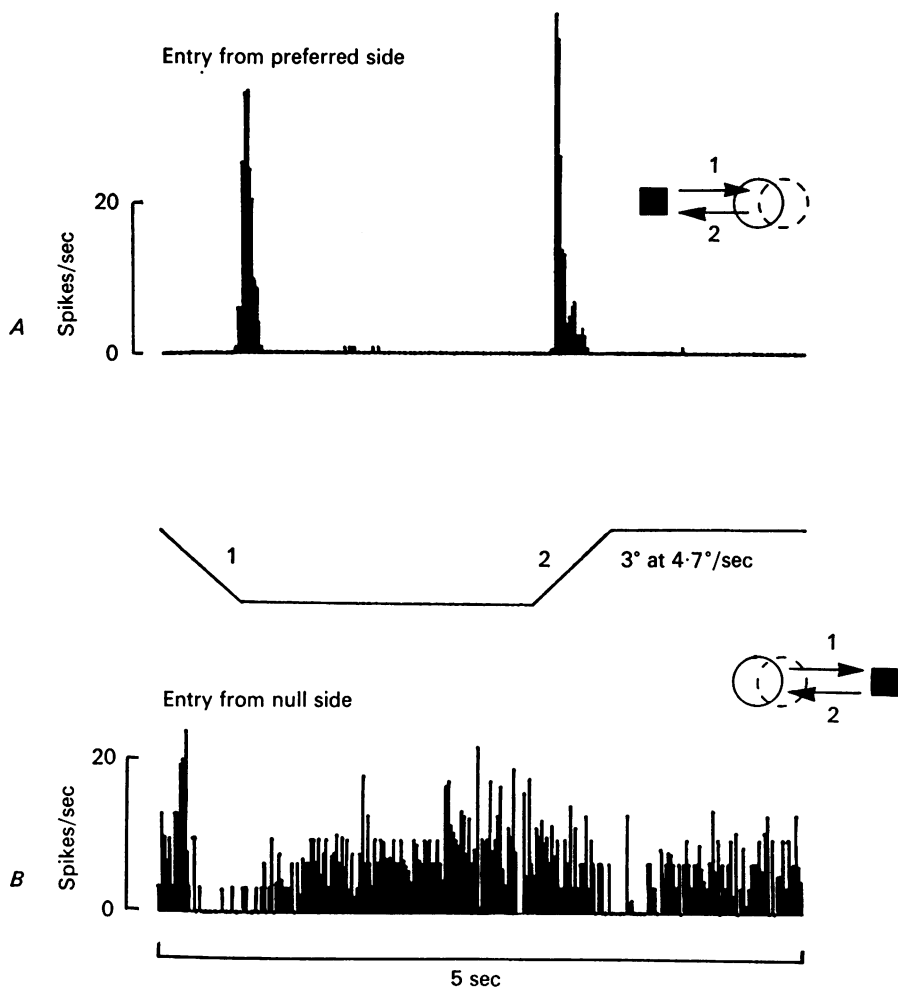 Entry from preferred side
1
2
20
Spikes/sec
A
0
1
2
3° at 4·7°/sec
1
2
Entry from null side
20
Spikes/sec
B
0
5 sec